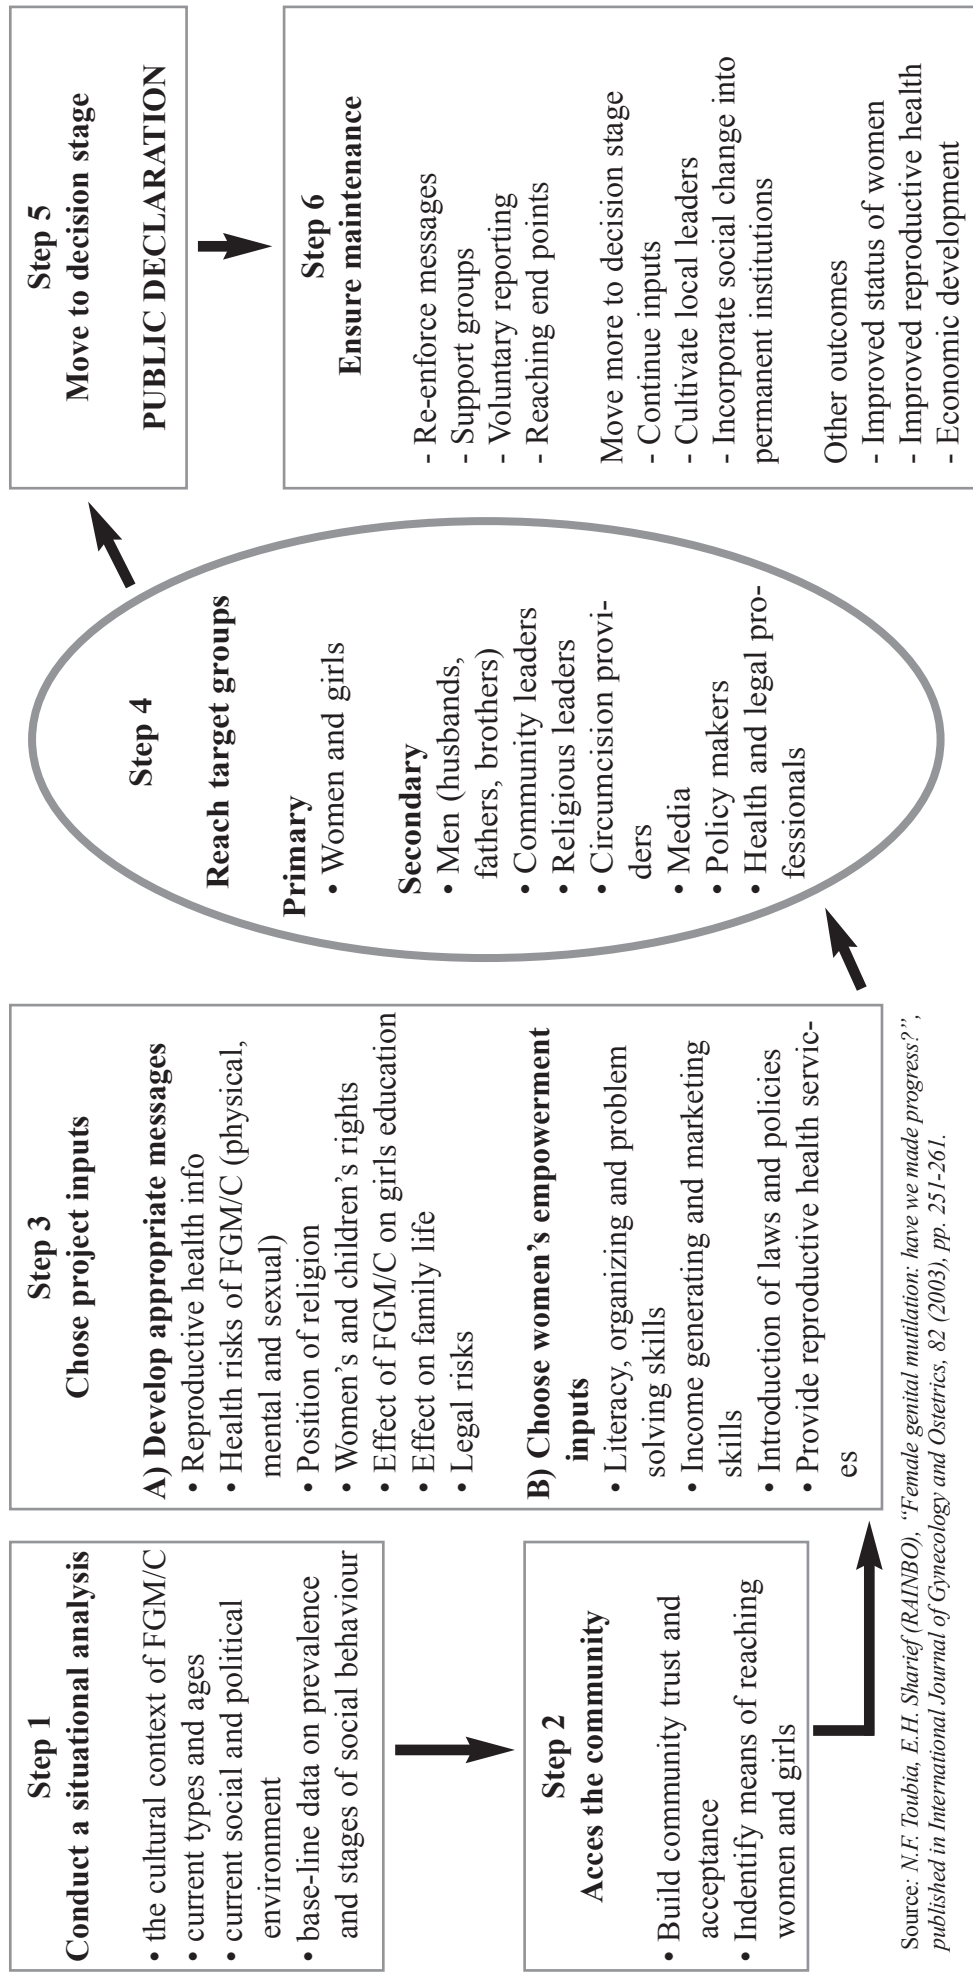 Step 1
Conduct a situational analysis
• the cultural context of FGM/C
• current types and ages
• current social and political
environment
• base-line data on prevalence
and stages of social behaviour
Step 2
Acces the community
• Build community trust and
acceptance
• Indentify means of reaching
women and girls
Step 3
Chose project inputs
A) Develop appropriate messages
• Reproductive health info
• Health risks of FGM/C (physical,
mental and sexual)
• Position of religion
• Women's and children's rights
• Effect of FGM/C on girls education
• Effect on family life
• Legal risks
B) Choose women's empowerment
inputs
• Literacy, organizing and problem
solving skills
• Income generating and marketing
skills
• Introduction of laws and policies
• Provide reproductive health servic-
es
Step 4
Reach target groups
Primary
• Women and girls
Secondary
• Men (husbands,
fathers, brothers)
• Community leaders
• Religious leaders
• Circumcision provi-
ders
• Media
• Policy makers
• Health and legal pro-
fessionals
Step 5
Move to decision stage
PUBLIC DECLARATION
Step 6
Ensure maintenance
- Re-enforce messages
- Support groups
- Voluntary reporting
- Reaching end points
Move more to decision stage
- Continue inputs
- Cultivate local leaders
- Incorporate social change into
permanent institutions
Other outcomes
- Improved status of women
- Improved reproductive health
- Economic development
Source: N.F. Toubia, E.H. Sharief (RAINBO), "Female genital mutilation: have we made progress?",
published in International Journal of Gynecology and Ostetrics, 82 (2003), pp. 251-261.